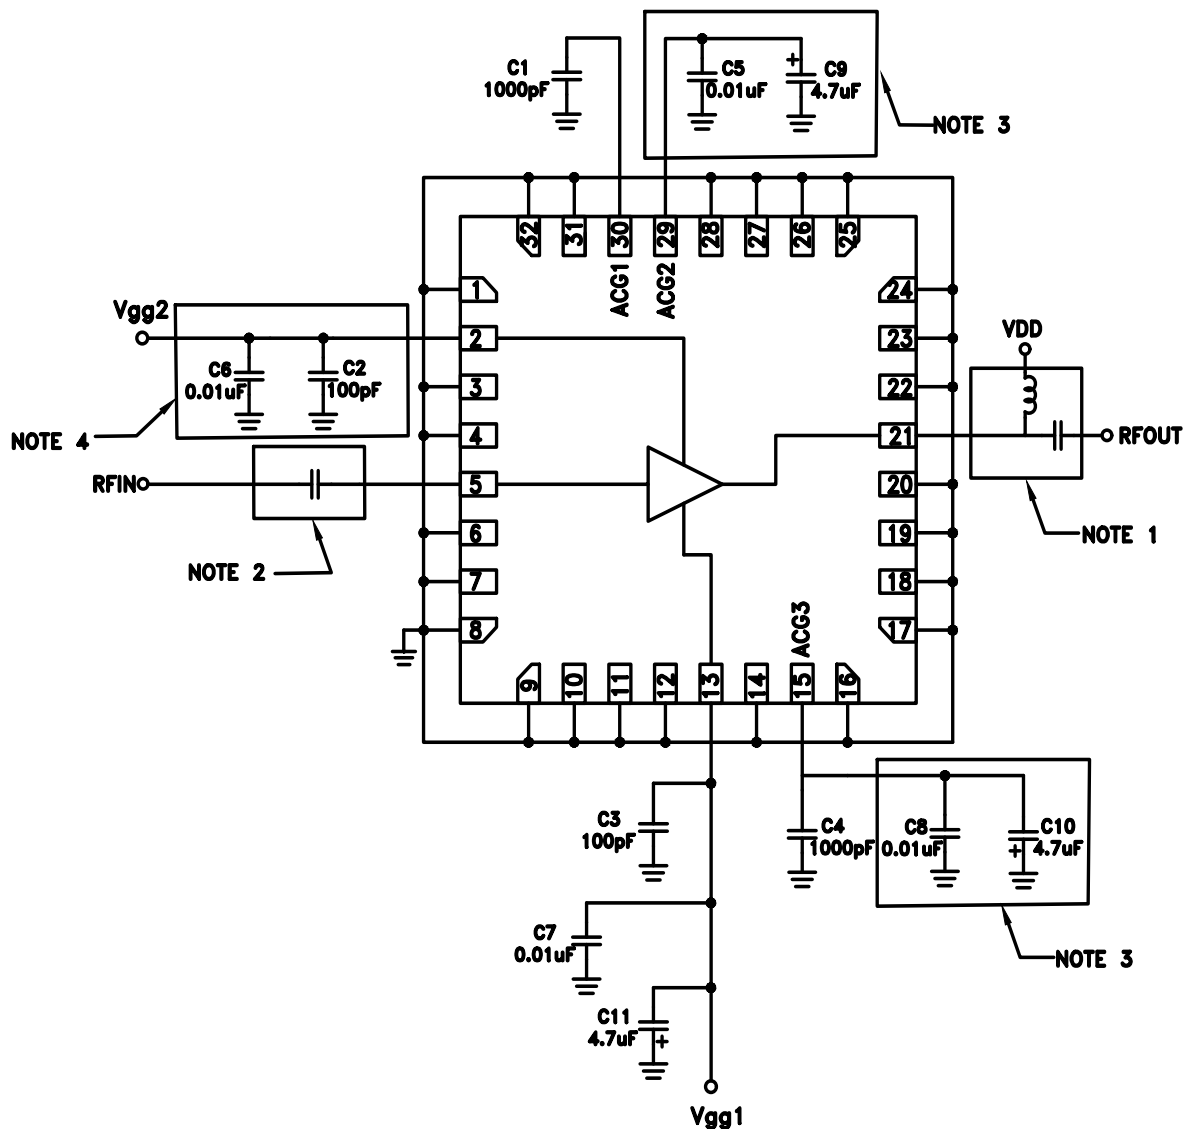 C1
1000pF
C5
0.01uF
+
C9
4.7uF
NOTE 3
32
31
30
29
28
27
26
25
ACG1
ACG2
1
24
Vgg2
2
23
VDD
C6
0.01uF
C2
100pF
3
22
NOTE 4
4
21
RFOUT
RFIN
5
20
6
19
NOTE 1
NOTE 2
7
18
8
17
ACG3
9
10
11
12
13
14
15
16
C3
100pF
C4
1000pF
C8
0.01uF
C10
+
4.7uF
C7
0.01uF
NOTE 3
C11
4.7uF
+
Vgg1